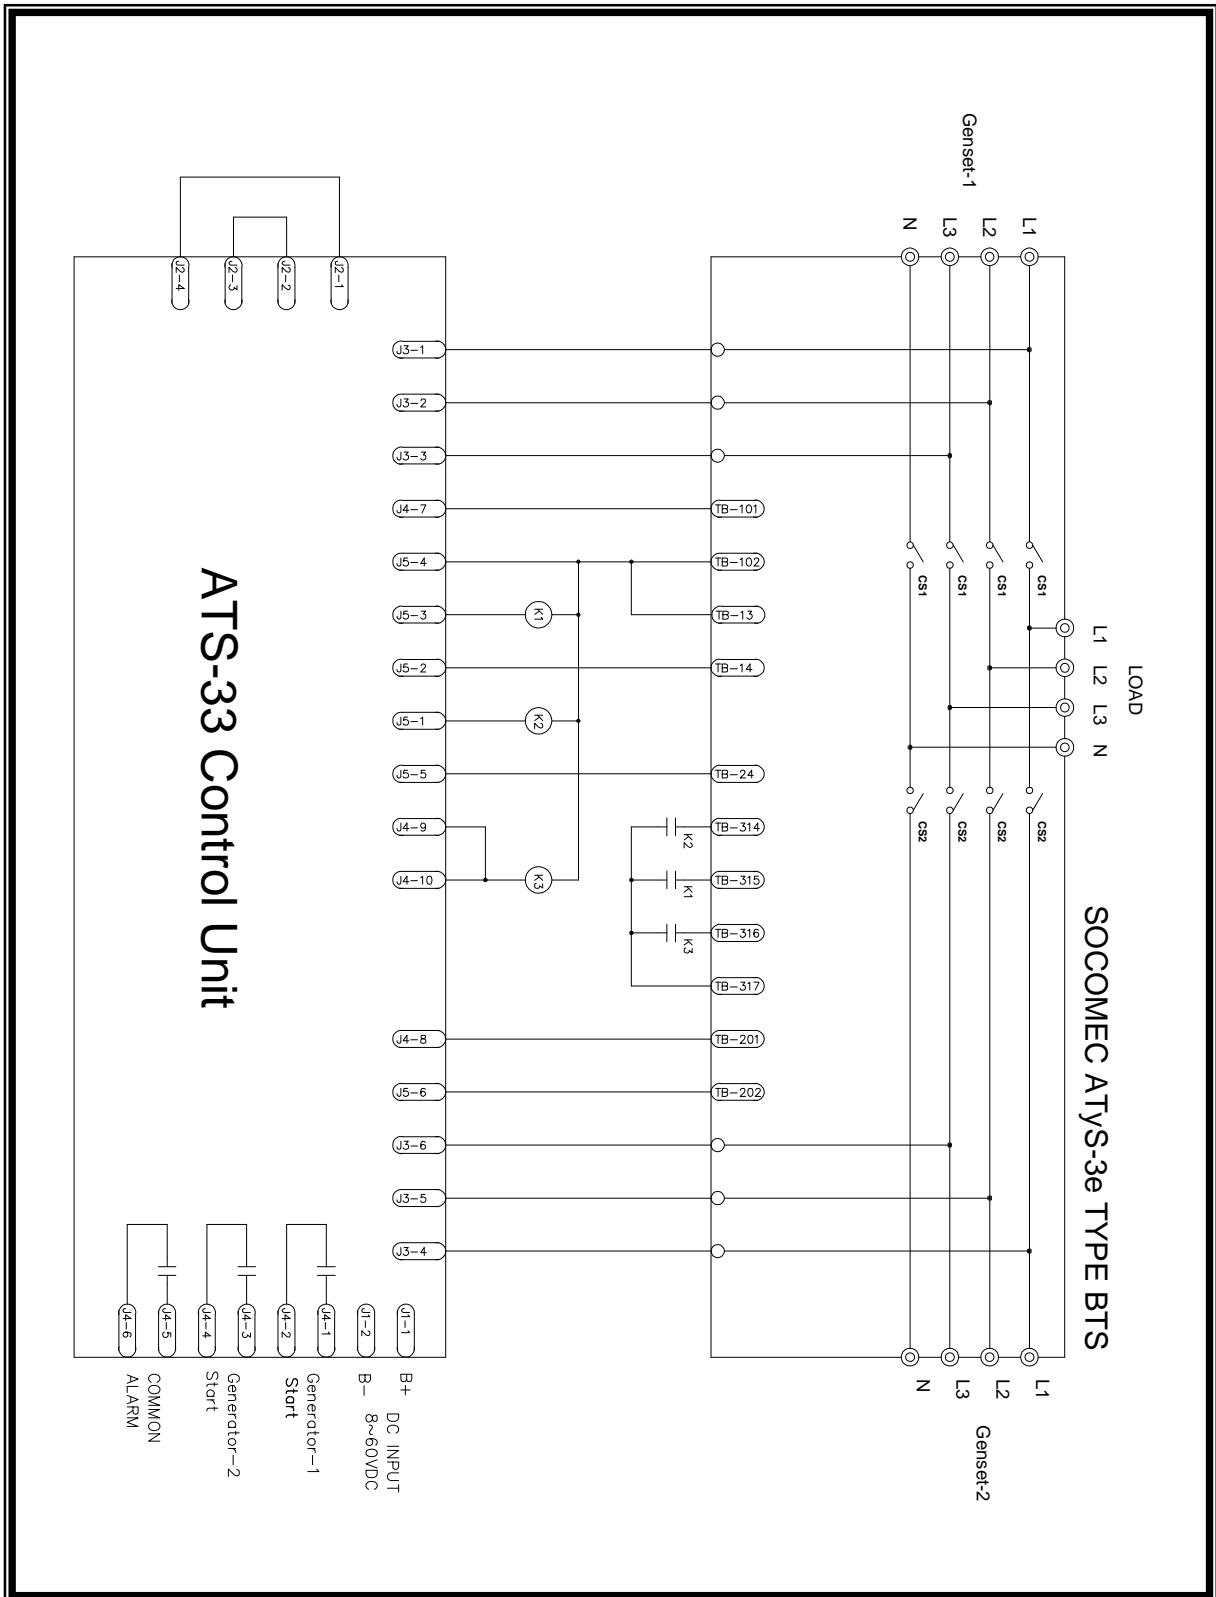 SOCOMEC ATyS-3e TYPE BTS
LOAD
L1 L2 L3 N
Genset-1
L1
L2
L3
N
CS1 CS2
CS1 CS2
CS1 CS2
CS1 CS2
L1
L2
L3
N
Genset-2
TB-101
TB-102
TB-13
TB-14
TB-24
TB-314
TB-315
TB-316
TB-317
TB-201
TB-202
K2
K1
K3
K1
K2
K3
J3-1
J3-2
J3-3
J4-7
J5-4
J5-3
J5-2
J5-1
J5-5
J4-9
J4-10
J4-8
J5-6
J3-6
J3-5
J3-4
J2-1
J2-2
J2-3
J2-4
ATS-33 Control Unit
J1-1 B+ DC INPUT
J1-2 B- 8~60VDC
J4-1 Generator-1
J4-2 Start
J4-3 Generator-2
J4-4 Start
J4-5 COMMON
J4-6 ALARM